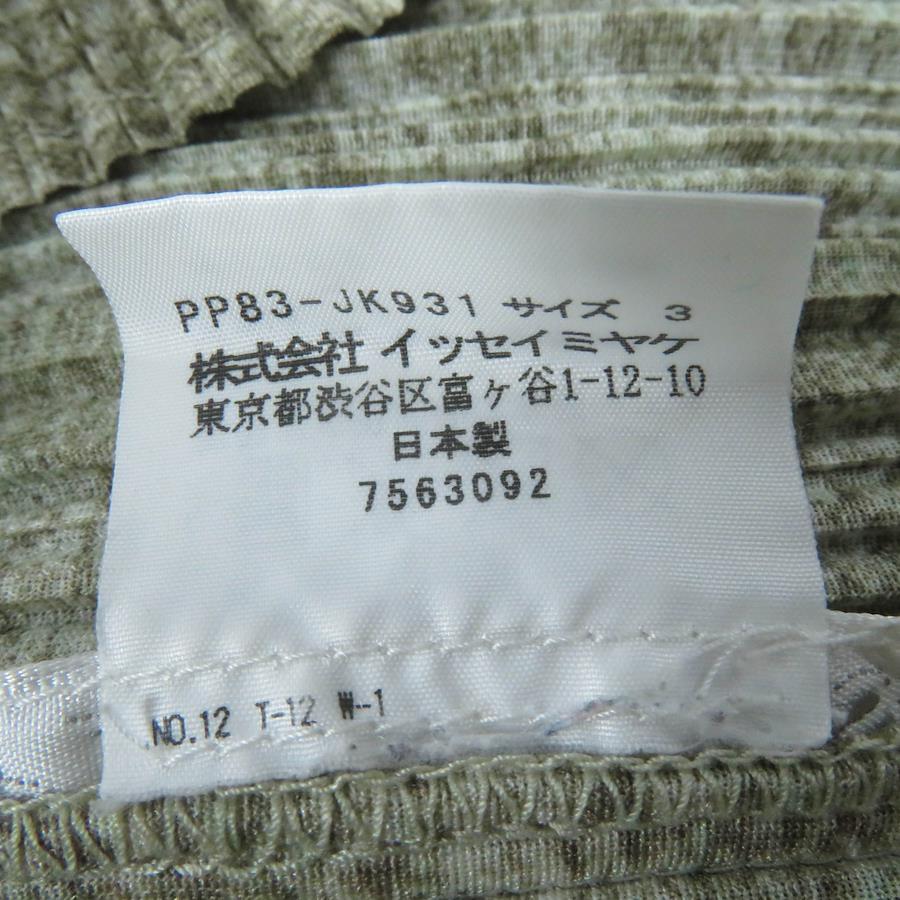 PP83-JK931 サイズ 3
株式会社 イッセイミヤケ
東京都渋谷区富ヶ谷1-12-10
日本製
7563092
NO.12 T-12 W-1